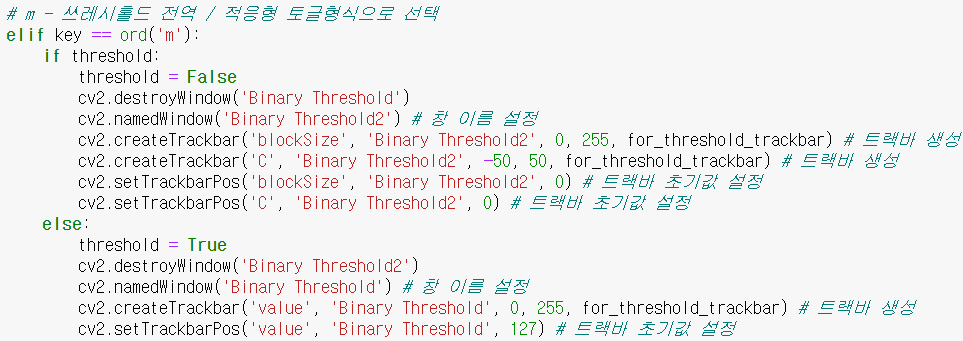 # m - 쓰레시홀드 전역 / 적응형 토글형식으로 선택
elif key == ord('m'):
    if threshold:
        threshold = False
        cv2.destroyWindow('Binary Threshold')
        cv2.namedWindow('Binary Threshold2') # 창 이름 설정
        cv2.createTrackbar('blockSize', 'Binary Threshold2', 0, 255, for_threshold_trackbar) # 트랙바 생성
        cv2.createTrackbar('C', 'Binary Threshold2', -50, 50, for_threshold_trackbar) # 트랙바 생성
        cv2.setTrackbarPos('blockSize', 'Binary Threshold2', 0) # 트랙바 초기값 설정
        cv2.setTrackbarPos('C', 'Binary Threshold2', 0) # 트랙바 초기값 설정
    else:
        threshold = True
        cv2.destroyWindow('Binary Threshold2')
        cv2.namedWindow('Binary Threshold') # 창 이름 설정
        cv2.createTrackbar('value', 'Binary Threshold', 0, 255, for_threshold_trackbar) # 트랙바 생성
        cv2.setTrackbarPos('value', 'Binary Threshold', 127) # 트랙바 초기값 설정